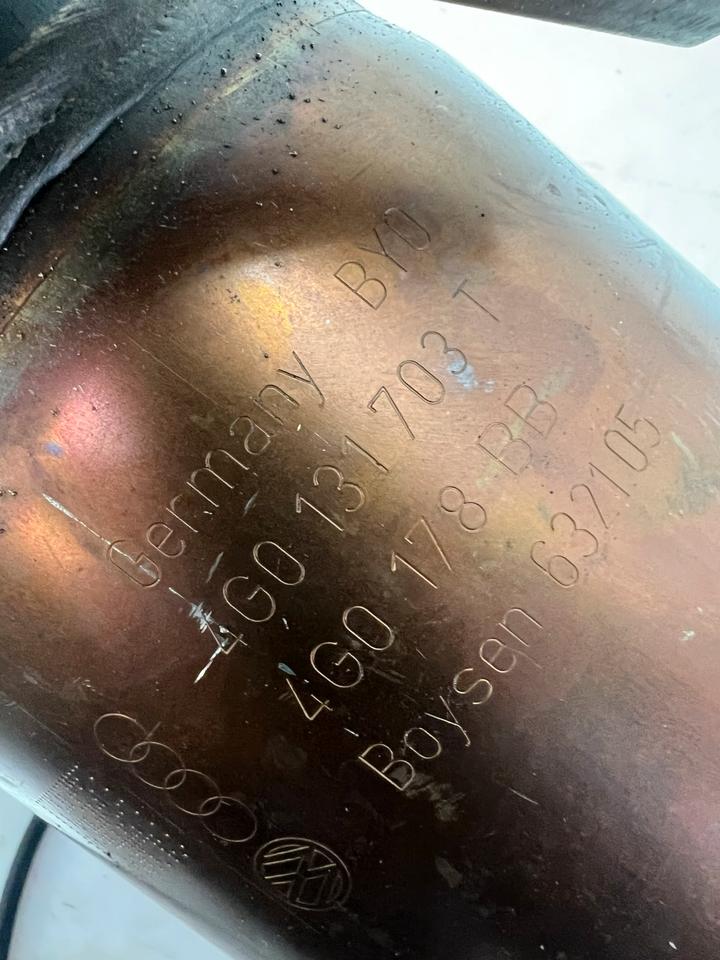 Germany BYO
4G0 131 703 T
4G0 178 BB
Boysen 632105